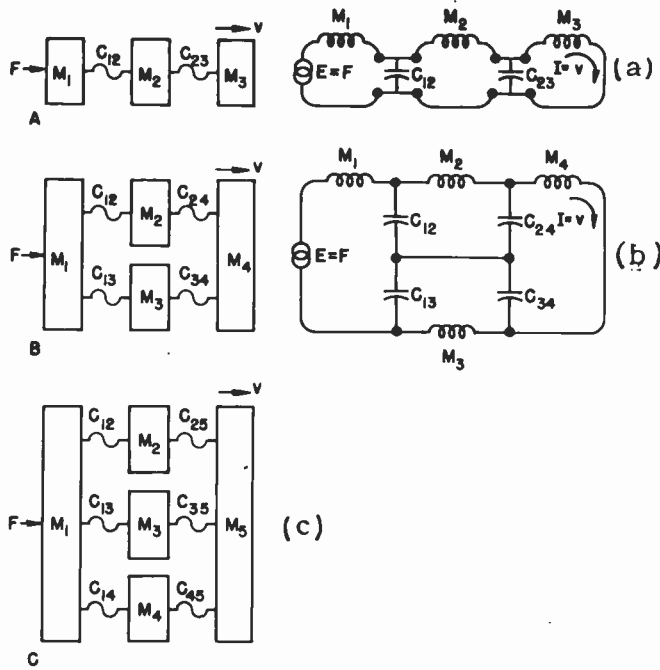 F M₁ C₁₂ M₂ C₂₃ M₃ v
A
M₁ M₂ M₃
E=F C₁₂ C₂₃ I=v (a)
C₁₂ C₂₄ v
F M₁ M₂ M₄
C₁₃ M₃ C₃₄
B
M₁ M₂ M₄
E=F C₁₂ C₂₄ I=v (b)
C₁₃ C₃₄
M₃
v
C₁₂ M₂ C₂₅
F M₁ C₁₃ M₃ C₃₅ M₅ (c)
C₁₄ M₄ C₄₅
C